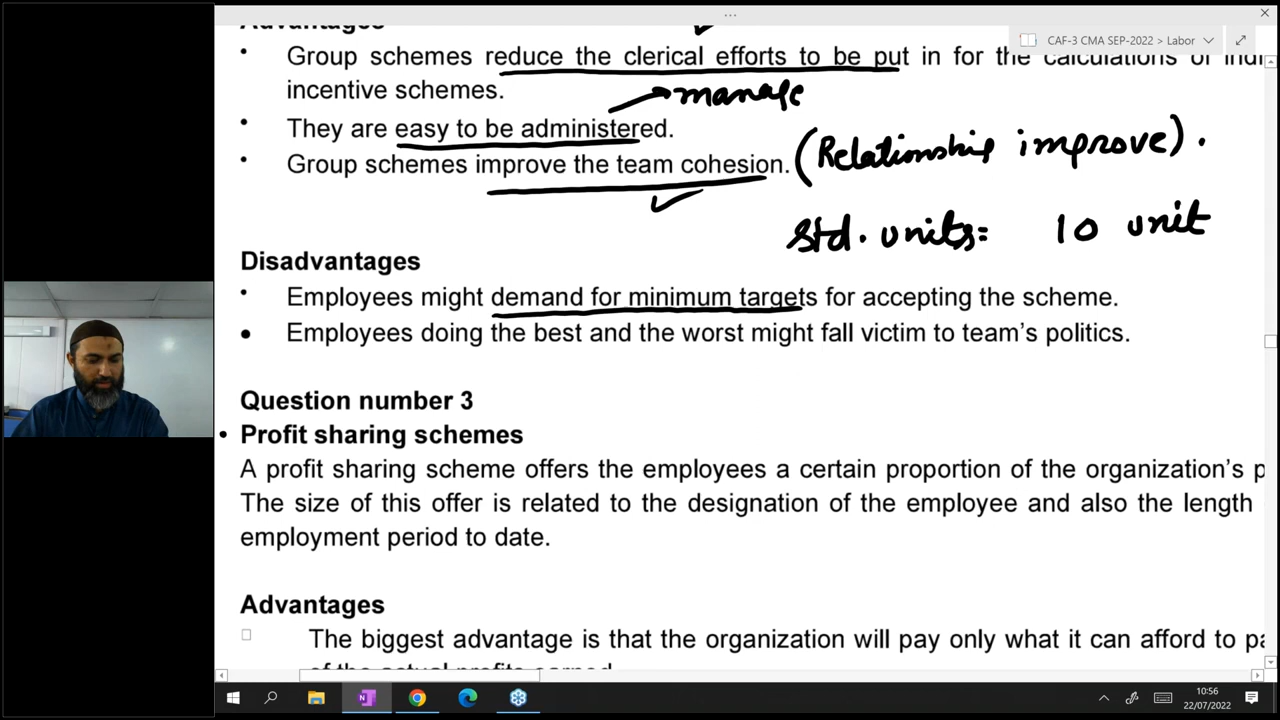 CAF-3 CMA SEP-2022 > Labor
Advantages
• Group schemes reduce the clerical efforts to be put in for the calculations of indi
incentive schemes.
manage
• They are easy to be administered.
• Group schemes improve the team cohesion. (Relationship improve).
Std. units= 10 unit
Disadvantages
• Employees might demand for minimum targets for accepting the scheme.
• Employees doing the best and the worst might fall victim to team's politics.
Question number 3
• Profit sharing schemes
A profit sharing scheme offers the employees a certain proportion of the organization's p
The size of this offer is related to the designation of the employee and also the length
employment period to date.
Advantages
The biggest advantage is that the organization will pay only what it can afford to pa
of the actual profits earned
10:56
22/07/2022